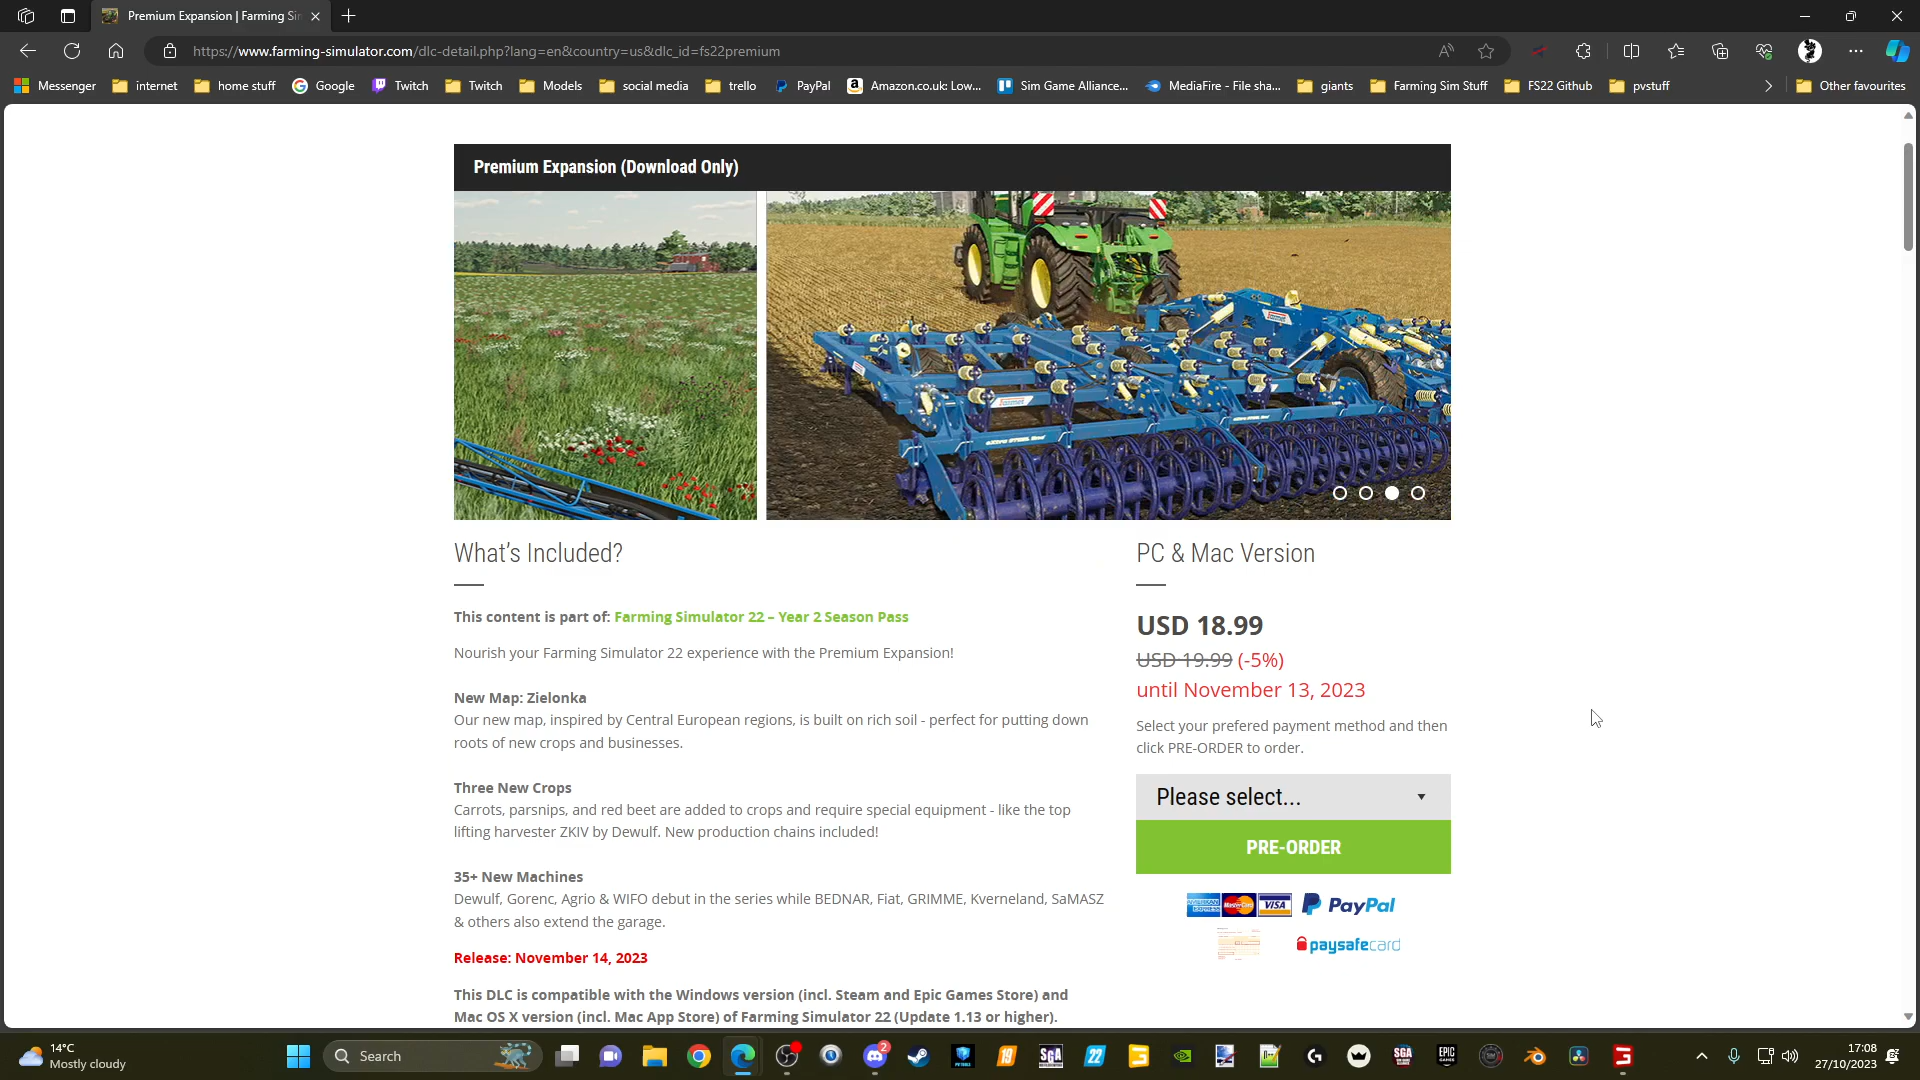 Premium Expansion | Farming Sim
https://www.farming-simulator.com/dlc-detail.php?lang=en&country=us&dlc_id=fs22premium
Messenger internet home stuff Google Twitch Twitch Models social media trello PayPal Amazon.co.uk: Low... Sim Game Alliance... MediaFire - File sha... giants Farming Sim Stuff FS22 Github pvstuff Other favourites
Premium Expansion (Download Only)
What's Included?
This content is part of: Farming Simulator 22 – Year 2 Season Pass
Nourish your Farming Simulator 22 experience with the Premium Expansion!
New Map: Zielonka
Our new map, inspired by Central European regions, is built on rich soil - perfect for putting down
roots of new crops and businesses.
Three New Crops
Carrots, parsnips, and red beet are added to crops and require special equipment - like the top
lifting harvester ZKIV by Dewulf. New production chains included!
35+ New Machines
Dewulf, Gorenc, Agrio & WIFO debut in the series while BEDNAR, Fiat, GRIMME, Kverneland, SaMASZ
& others also extend the garage.
Release: November 14, 2023
This DLC is compatible with the Windows version (incl. Steam and Epic Games Store) and
Mac OS X version (incl. Mac App Store) of Farming Simulator 22 (Update 1.13 or higher).
PC & Mac Version
USD 18.99
USD 19.99 (-5%)
until November 13, 2023
Select your prefered payment method and then
click PRE-ORDER to order.
Please select...
PRE-ORDER
AMERICAN EXPRESS MasterCard VISA PayPal
paysafecard
14°C
Mostly cloudy
Search
2
19
SGA
22
SGA
EPIC GAMES
17:08
27/10/2023